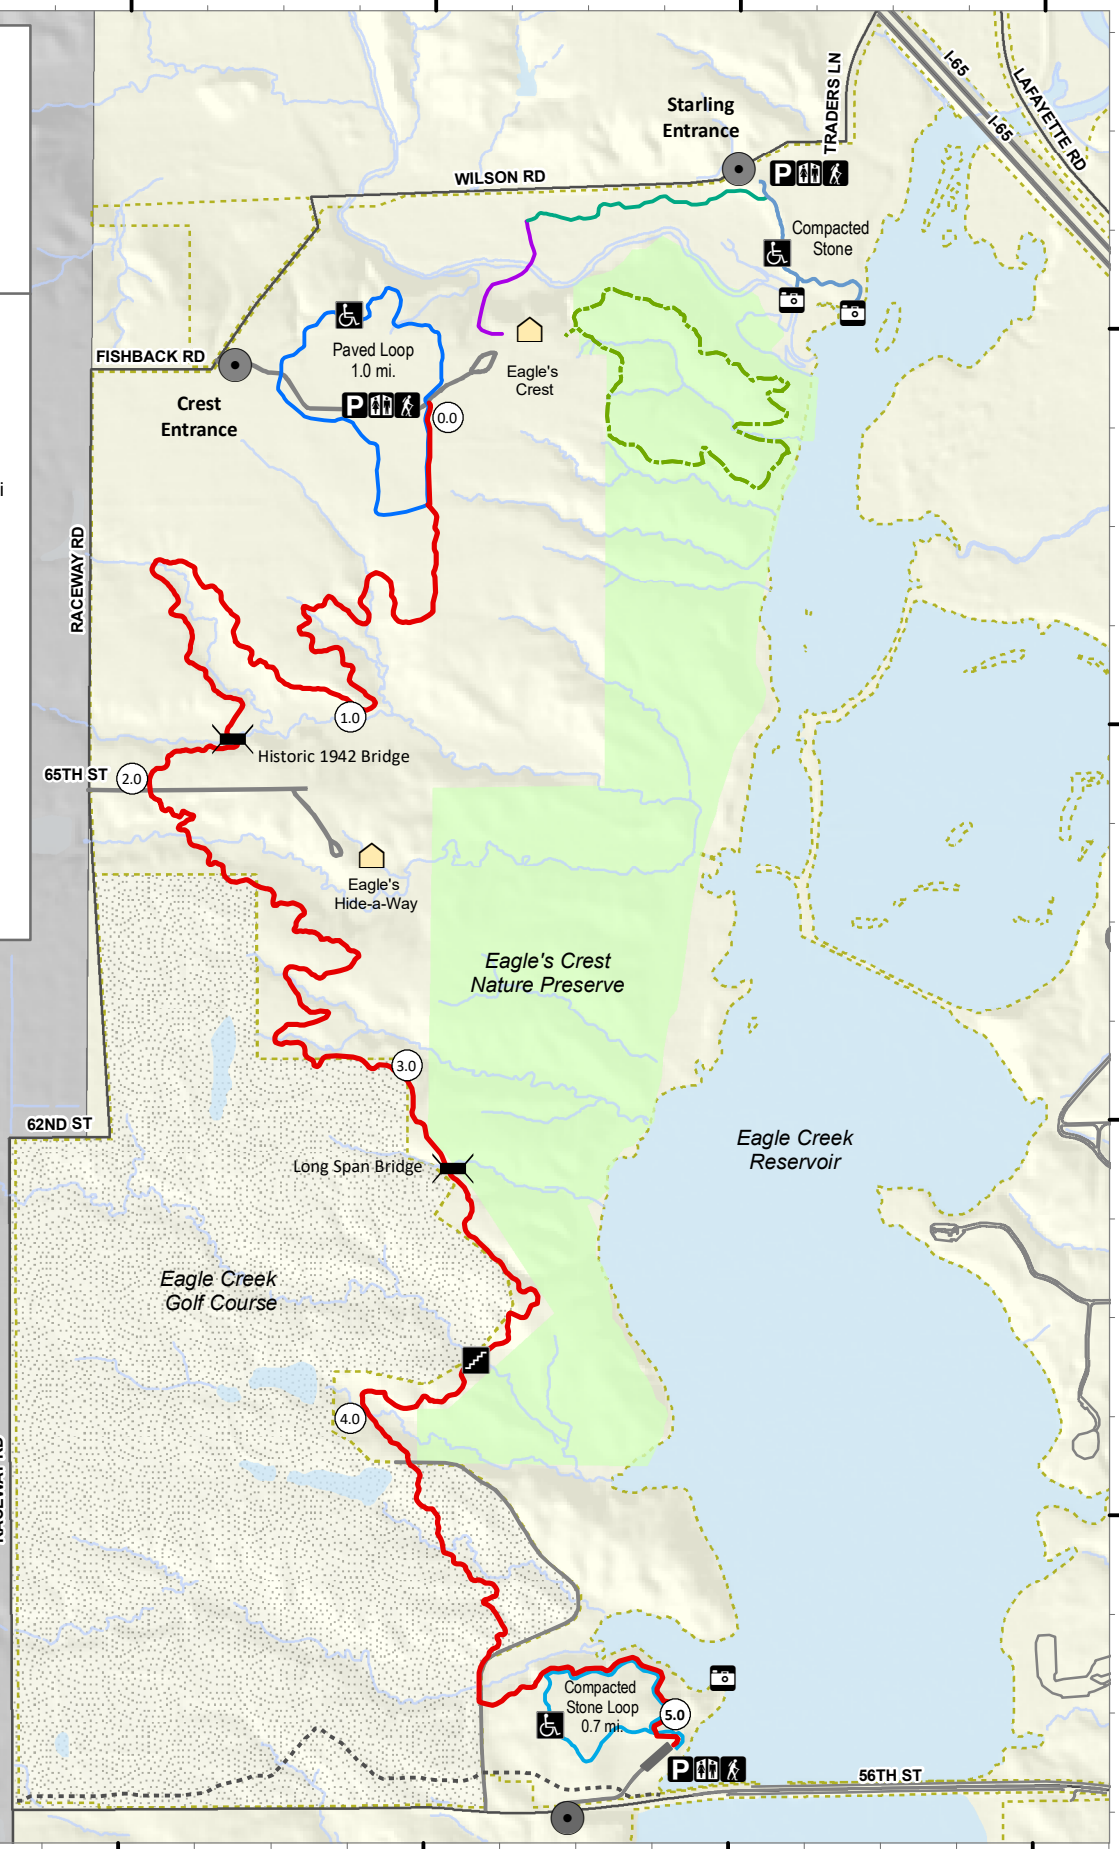 Starling
Entrance
TRADERS LN
I-65
I-65
LAFAYETTE RD
WILSON RD
P
Compacted
Stone
FISHBACK RD
Paved Loop
1.0 mi.
P
Eagle's
Crest
Crest
Entrance
0.0
i
RACEWAY RD
1.0
Historic 1942 Bridge
65TH ST
2.0
Eagle's
Hide-a-Way
Eagle's Crest
Nature Preserve
3.0
62ND ST
Long Span Bridge
Eagle Creek
Reservoir
Eagle Creek
Golf Course
4.0
Compacted
Stone Loop
0.7 mi.
5.0
P
56TH ST